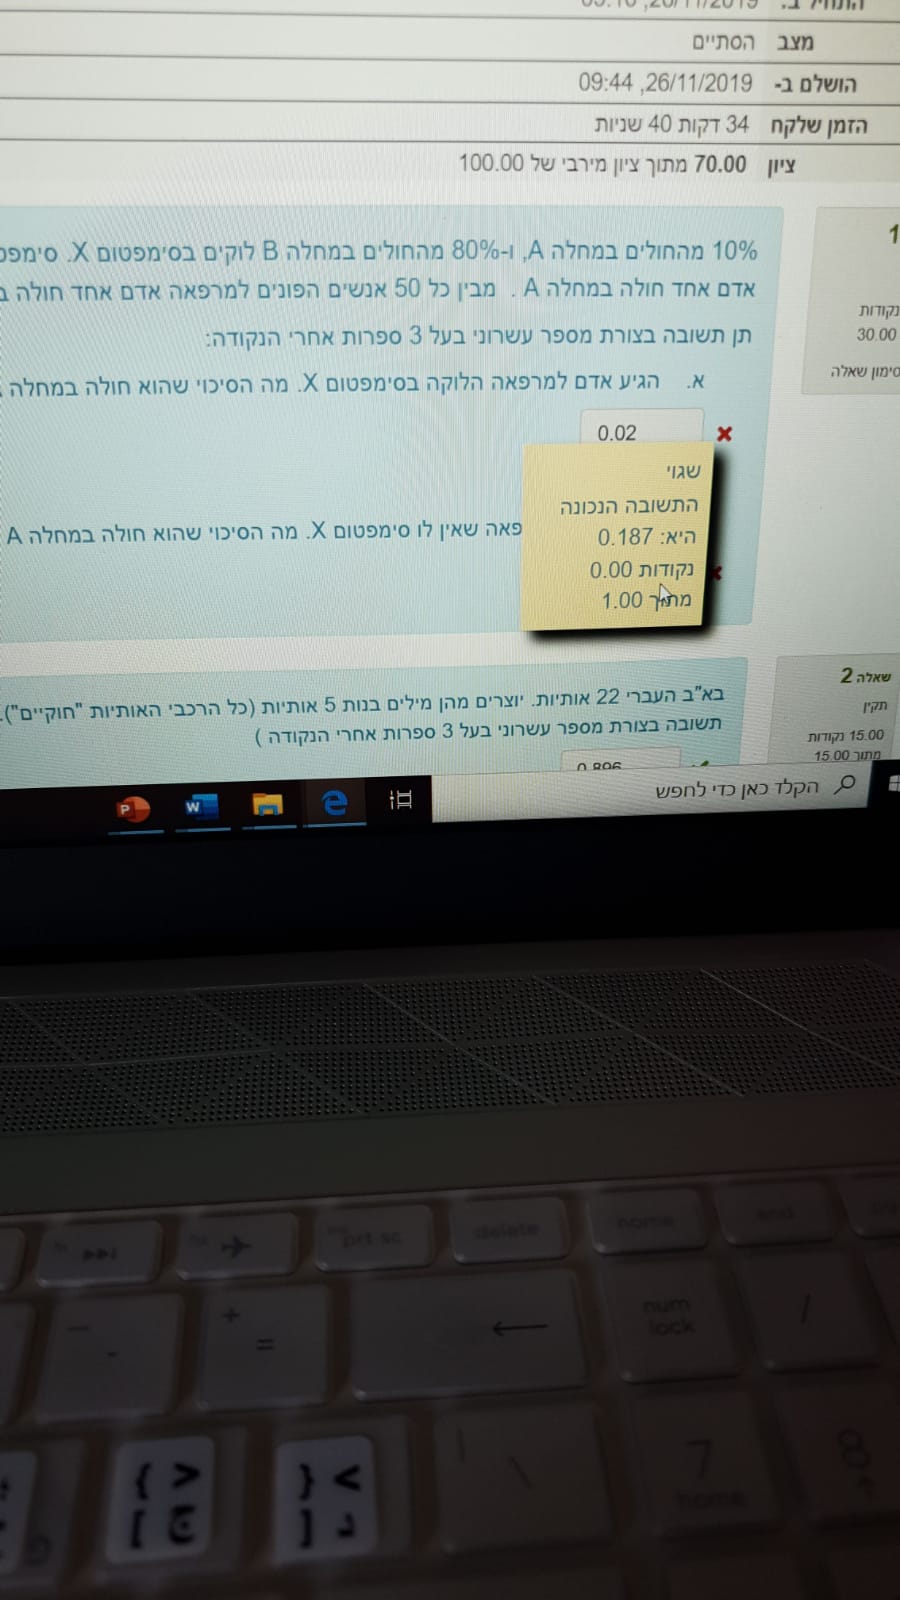 מצב הסתיים
הושלם ב- 26/11/2019, 09:44
הזמן שלקח 34 דקות 40 שניות
ציון 70.00 מתוך ציון מירבי של 100.00
1
נקודות
30.00
סימון שאלה
10% מהחולים במחלה A, ו-80% מהחולים במחלה B לוקים בסימפטום X.
אדם אחד חולה במחלה A . מבין כל 50 אנשים הפונים למרפאה אדם אחד חולה
תן תשובה בצורת מספר עשרוני בעל 3 ספרות אחרי הנקודה:
א. הגיע אדם למרפאה הלוקה בסימפטום X. מה הסיכוי שהוא חולה במחלה
0.02
שגוי
התשובה הנכונה
היא: 0.187
נקודות 0.00
מתוך 1.00
שאין לו סימפטום X. מה הסיכוי שהוא חולה במחלה A
שאלה 2
תקין
15.00 נקודות
מתוך 15.00
בא"ב העברי 22 אותיות. יוצרים מהן מילים בנות 5 אותיות (כל הרכבי האותיות "חוקיים").
תשובה בצורת מספר עשרוני בעל 3 ספרות אחרי הנקודה )
0.896
הקלד כאן כדי לחפש
prt sc
delete
home
end
num
lock
/
-
+
=
\
7
home
8
} <
[ ج
{ >
] د